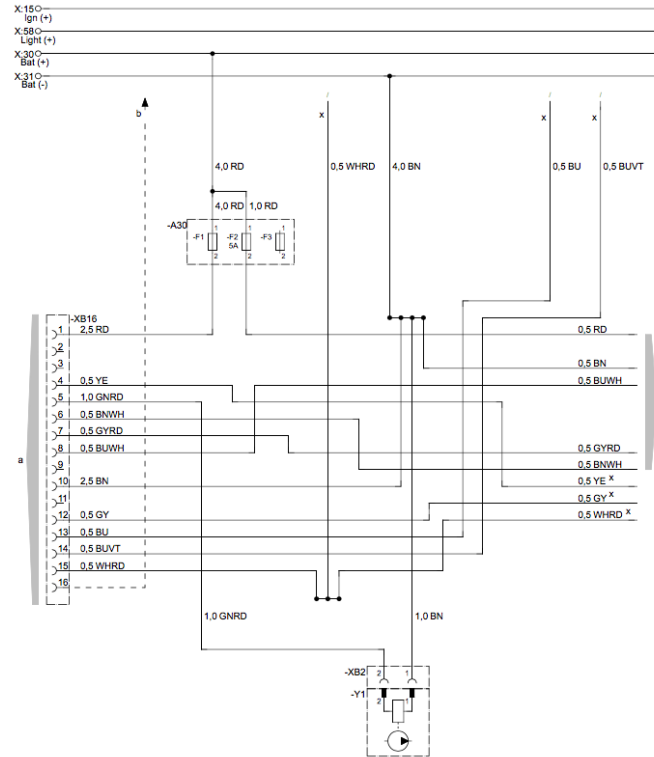 X:15
Ign (+)
X:58
Light (+)
X:30
Bat (+)
X:31
Bat (-)
b
x
x
x
4,0 RD
0,5 WHRD
4,0 BN
0,5 BU
0,5 BUVT
4,0 RD
1,0 RD
-A30
1
1
1
-F1
-F2
-F3
5A
2
2
2
-XB16
1
2,5 RD
0,5 RD
2
3
0,5 BN
4
0,5 YE
0,5 BUWH
5
1,0 GNRD
6
0,5 BNWH
7
0,5 GYRD
8
0,5 BUWH
0,5 GYRD
a
9
0,5 BNWH
10
2,5 BN
0,5 YE x
11
0,5 GY x
12
0,5 GY
0,5 WHRD x
13
0,5 BU
14
0,5 BUVT
15
0,5 WHRD
16
1,0 GNRD
1,0 BN
-XB2
2
1
-Y1
2
1